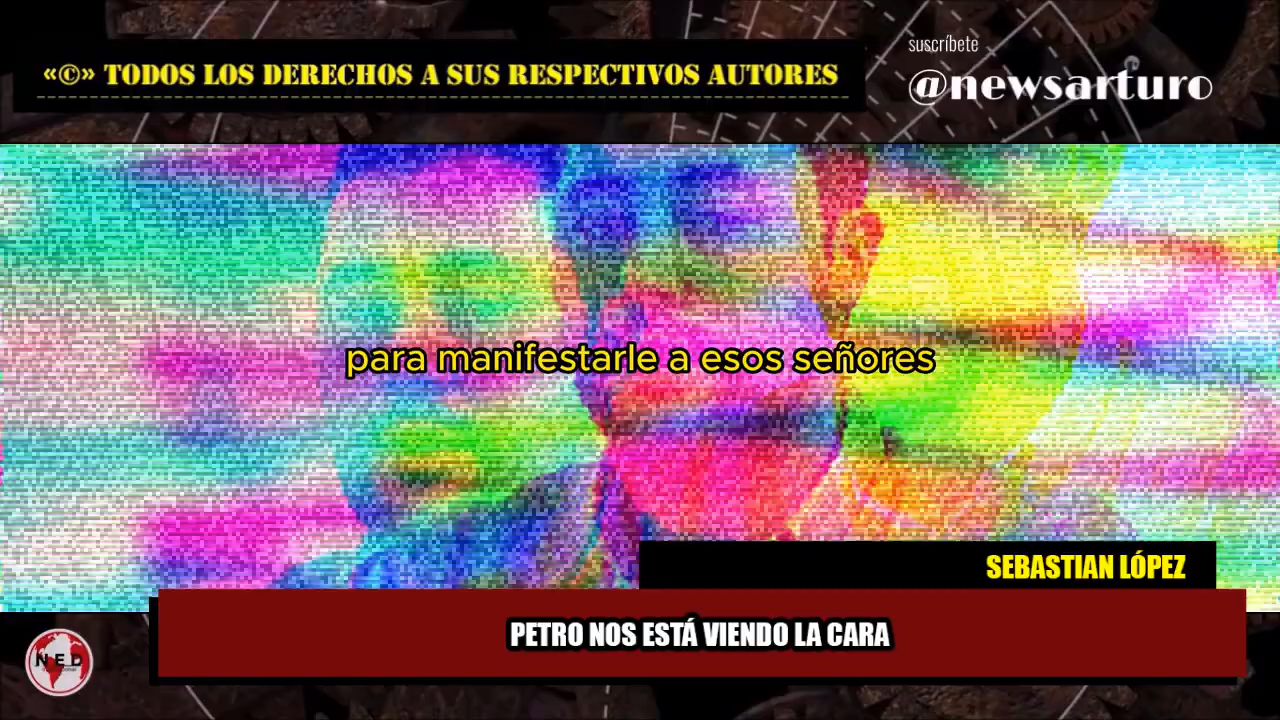 «©» TODOS LOS DERECHOS A SUS RESPECTIVOS AUTORES
suscríbete
@newsarturo
para manifestarle a esos señores
SEBASTIAN LÓPEZ
PETRO NOS ESTÁ VIENDO LA CARA
NED